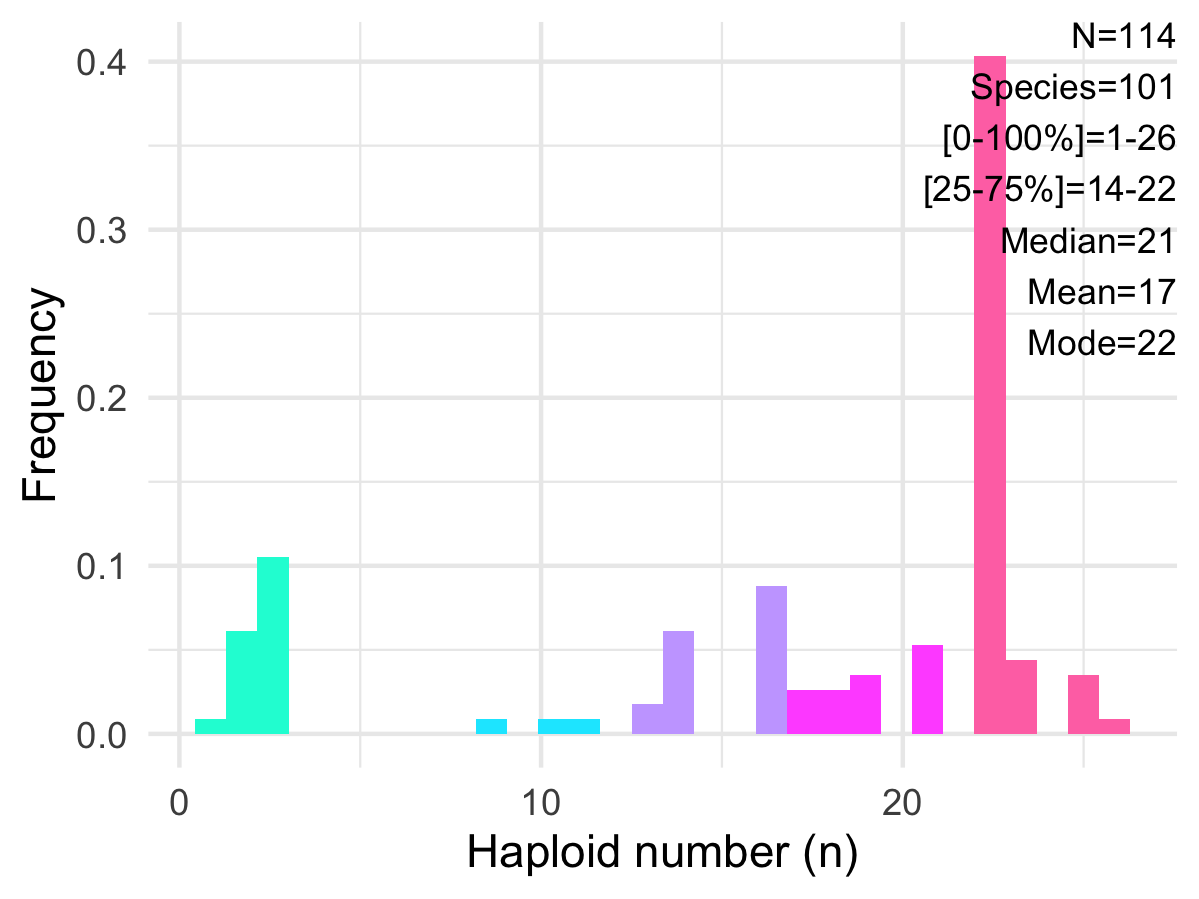 N=114
Species=101
[0-100%]=1-26
[25-75%]=14-22
Median=21
Mean=17
Mode=22
Frequency
0.4
0.3
0.2
0.1
0.0
0
10
20
Haploid number (n)